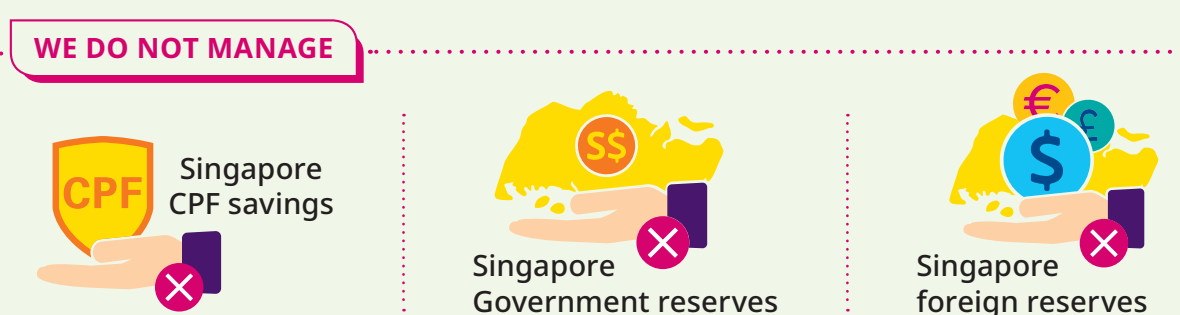 WE DO NOT MANAGE
CPF
Singapore
CPF savings
S$
Singapore
Government reserves
€
£
$
Singapore
foreign reserves